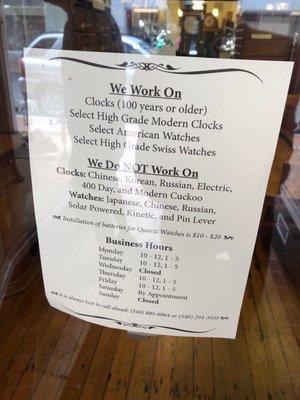 We Work On
Clocks (100 years or older)
Select High Grade Modern Clocks
Select American Watches
Select High Grade Swiss Watches
We Do NOT Work On
Clocks: Chinese, Korean, Russian, Electric,
400 Day, and Modern Cuckoo
Watches: Japanese, Chinese, Russian,
Solar Powered, Kinetic, and Pin Lever
Installation of batteries for Quartz Watches is $10 - $20
Business Hours
Monday 10 - 12, 1 - 5
Tuesday 10 - 12, 1 - 5
Wednesday Closed
Thursday 10 - 12, 1 - 5
Friday 10 - 12, 1 - 5
Saturday By Appointment
Sunday Closed
It is always best to call ahead: (540) 885-6064 or (540) 294-3930